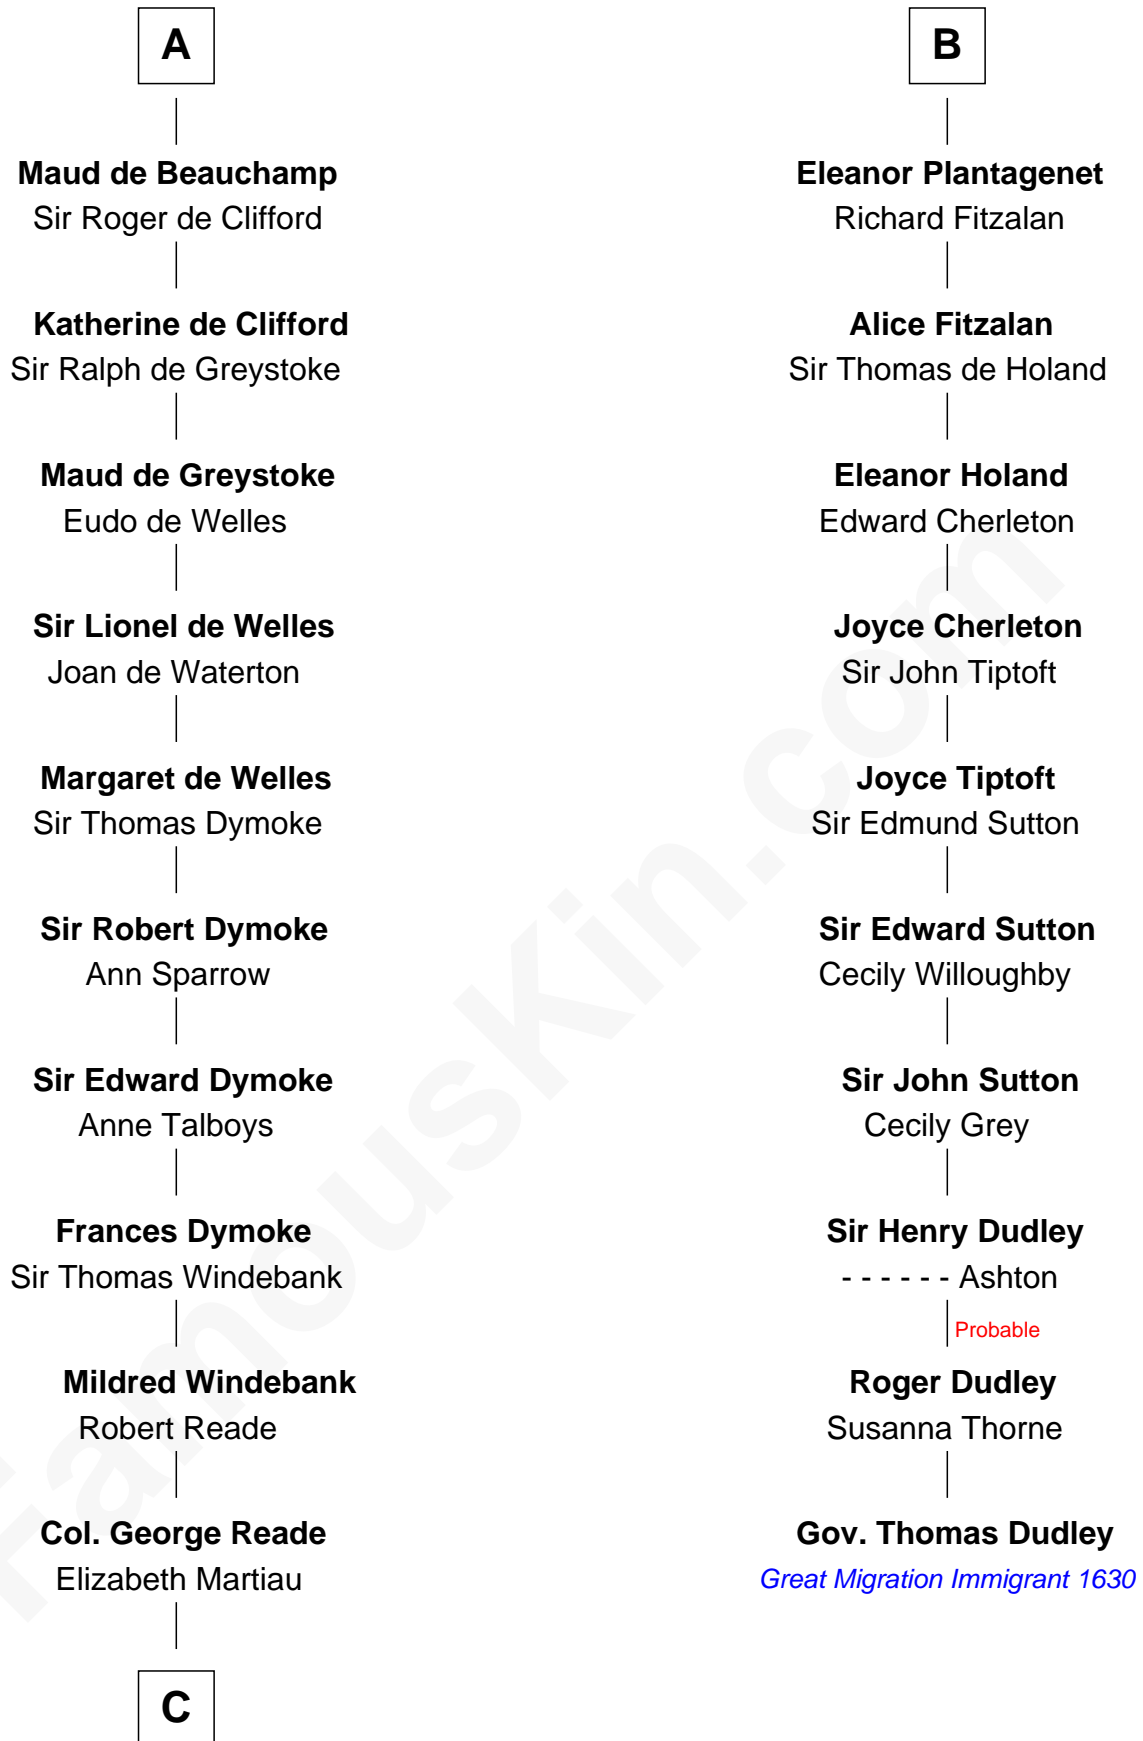 A
Maud de Beauchamp
Sir Roger de Clifford
Katherine de Clifford
Sir Ralph de Greystoke
Maud de Greystoke
Eudo de Welles
Sir Lionel de Welles
Joan de Waterton
Margaret de Welles
Sir Thomas Dymoke
Sir Robert Dymoke
Ann Sparrow
Sir Edward Dymoke
Anne Talboys
Frances Dymoke
Sir Thomas Windebank
Mildred Windebank
Robert Reade
Col. George Reade
Elizabeth Martiau
C
B
Eleanor Plantagenet
Richard Fitzalan
Alice Fitzalan
Sir Thomas de Holand
Eleanor Holand
Edward Cherleton
Joyce Cherleton
Sir John Tiptoft
Joyce Tiptoft
Sir Edmund Sutton
Sir Edward Sutton
Cecily Willoughby
Sir John Sutton
Cecily Grey
Sir Henry Dudley
- - - - - - Ashton
Probable
Roger Dudley
Susanna Thorne
Gov. Thomas Dudley
Great Migration Immigrant 1630
FamousKin.com